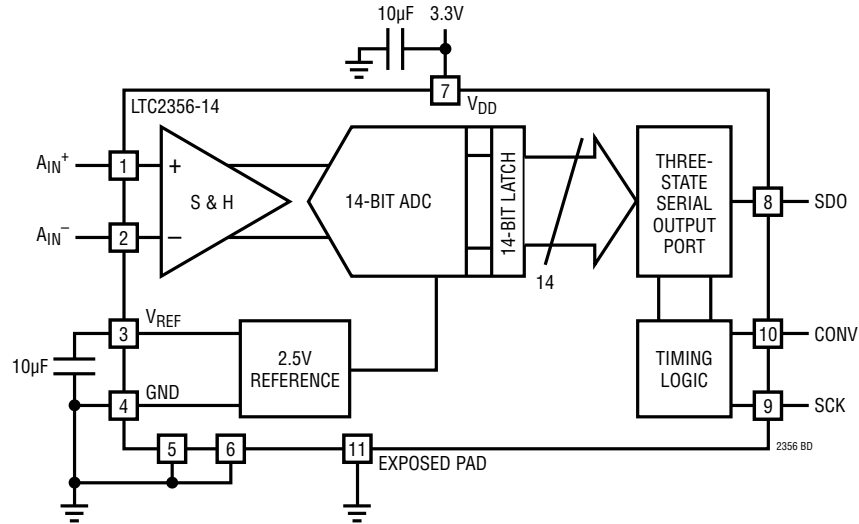 10µF 3.3V
7
LTC2356-14
VDD
AIN+
1
+
S & H
14-BIT ADC
14-BIT LATCH
THREE-
STATE
SERIAL
OUTPUT
PORT
8
SDO
AIN–
2
–
14
3
VREF
10µF
2.5V
REFERENCE
TIMING
LOGIC
10
CONV
4
GND
9
SCK
5
6
11
EXPOSED PAD
2356 BD